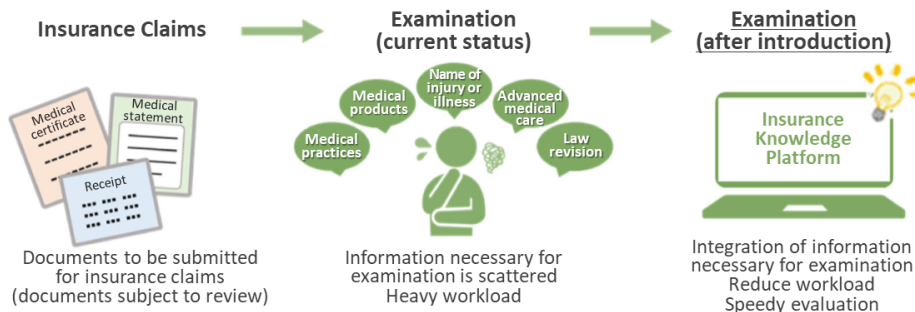 Insurance Claims
Medical
certificate
Medical
statement
Receipt
Documents to be submitted
for insurance claims
(documents subject to review)
Examination
(current status)
Medical
practices
Medical
products
Name of
injury or
illness
Advanced
medical
care
Law
revision
Information necessary for
examination is scattered
Heavy workload
Examination
(after introduction)
Insurance
Knowledge
Platform
Integration of information
necessary for examination
Reduce workload
Speedy evaluation